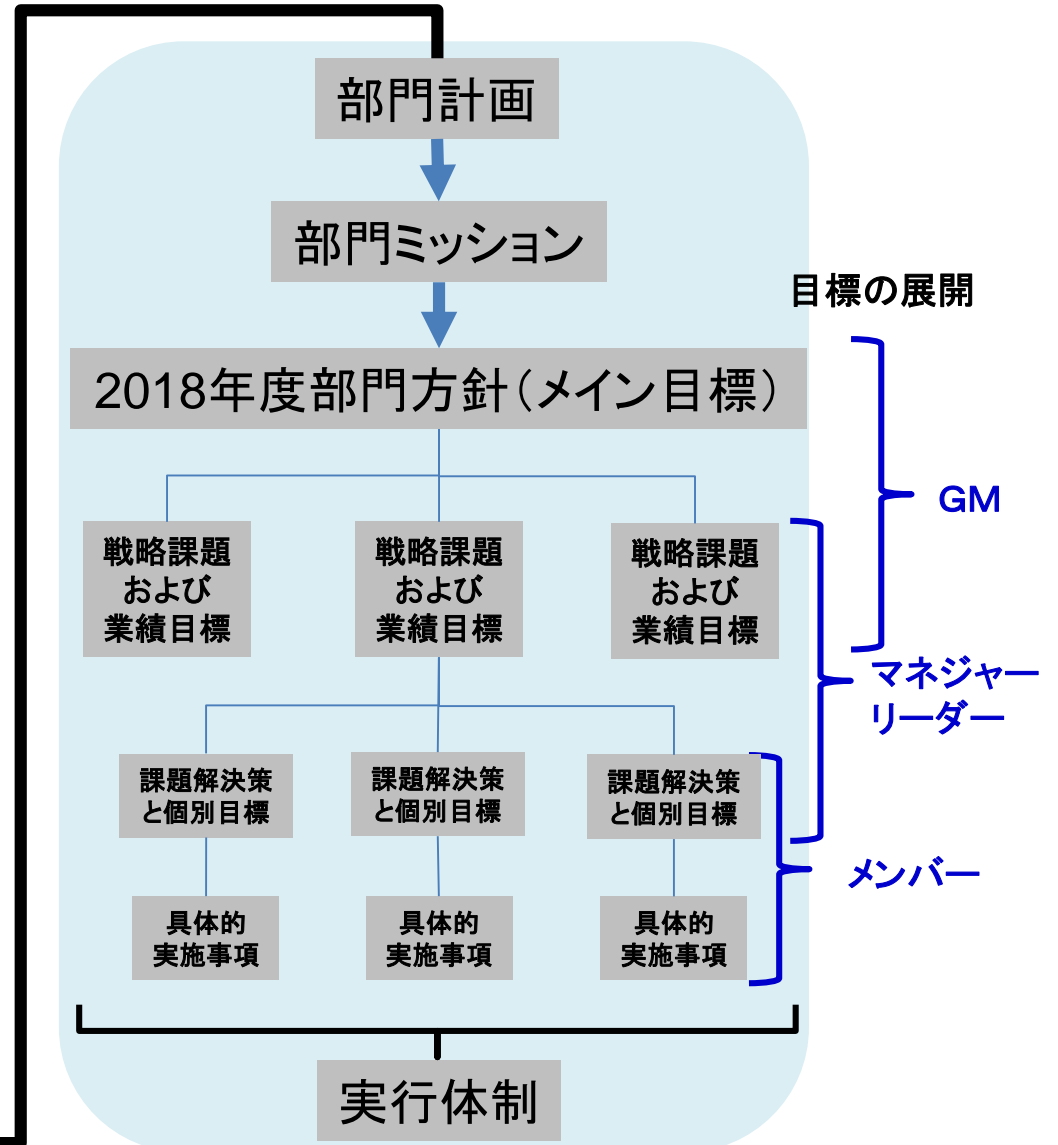 部門計画
部門ミッション
目標の展開
2018年度部門方針（メイン目標）
GM
戦略課題
および
業績目標
戦略課題
および
業績目標
戦略課題
および
業績目標
マネジャー
リーダー
課題解決策
と個別目標
課題解決策
と個別目標
課題解決策
と個別目標
メンバー
具体的
実施事項
具体的
実施事項
具体的
実施事項
実行体制